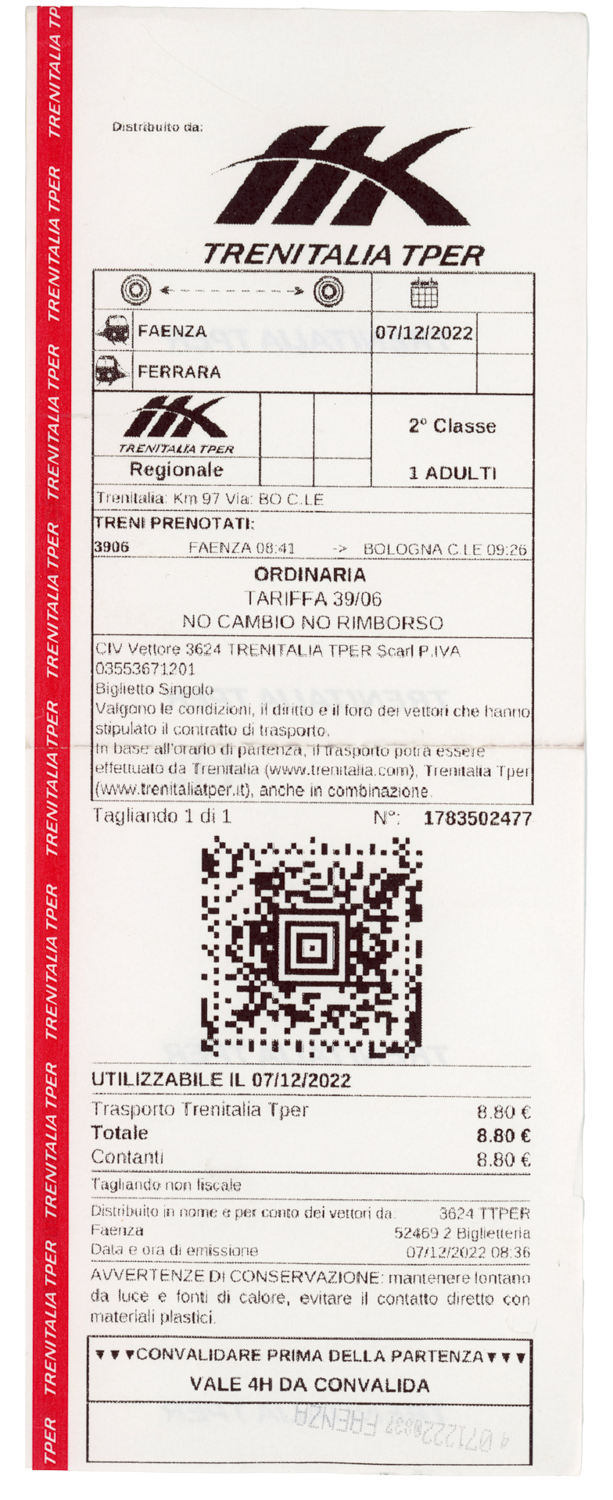 Distribuito da:
TRENITALIA TPER
FAENZA 07/12/2022
FERRARA
TRENITALIA TPER
Regionale
2° Classe
1 ADULTI
Trenitalia: Km 97 Via: BO C.LE
TRENI PRENOTATI:
3906 FAENZA 08:41 -> BOLOGNA C.LE 09:26
ORDINARIA
TARIFFA 39/06
NO CAMBIO NO RIMBORSO
CIV Vettore 3624 TRENITALIA TPER Scarl P.IVA
03553671201
Biglietto Singolo
Valgono le condizioni, il diritto e il foro dei vettori che hanno
stipulato il contratto di trasporto.
In base all'orario di partenza, il trasporto potrà essere
effettuato da Trenitalia (www.trenitalia.com), Trenitalia Tper
(www.trenitaliatper.it), anche in combinazione.
Tagliando 1 di 1 N°: 1783502477
UTILIZZABILE IL 07/12/2022
Trasporto Trenitalia Tper 8.80 €
Totale 8.80 €
Contanti 8.80 €
Tagliando non fiscale
Distribuito in nome e per conto dei vettori da: 3624 TTPER
Faenza 52469 2 Biglietteria
Data e ora di emissione 07/12/2022 08:36
AVVERTENZE DI CONSERVAZIONE: mantenere lontano
da luce e fonti di calore, evitare il contatto diretto con
materiali plastici.
▼▼▼CONVALIDARE PRIMA DELLA PARTENZA▼▼▼
VALE 4H DA CONVALIDA
FAENZA
TRENITALIA TPER TRENITALIA TPER TRENITALIA TPER TRENITALIA TPER TRENITALIA TPER TRENITALIA TPER TRENITALIA TPER